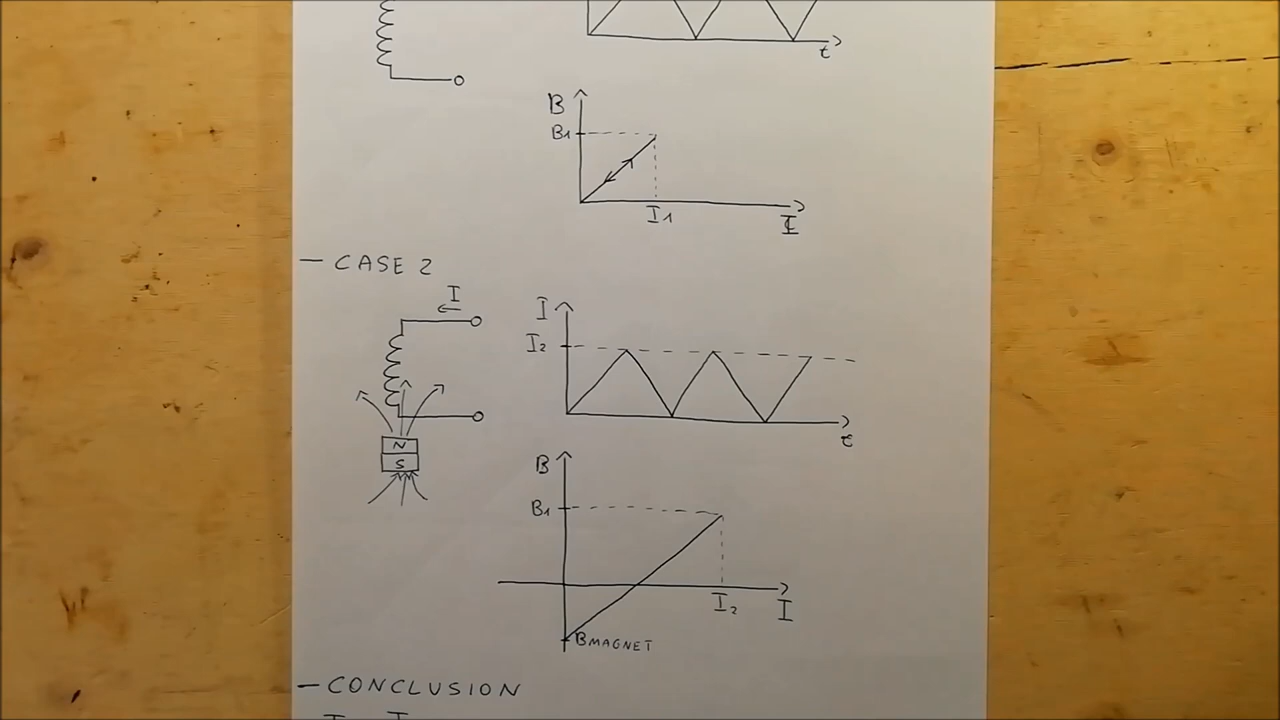 t
B
B1
I1
I
— CASE 2
I
I
I2
t
N
S
B
B1
I2
I
BMAGNET
— CONCLUSION